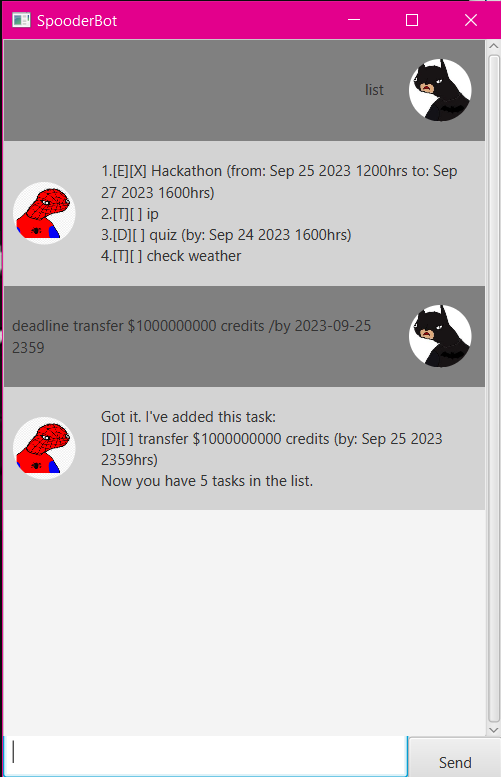 SpooderBot
list
1.[E][X] Hackathon (from: Sep 25 2023 1200hrs to: Sep
27 2023 1600hrs)
2.[T][ ] ip
3.[D][ ] quiz (by: Sep 24 2023 1600hrs)
4.[T][ ] check weather
deadline transfer $1000000000 credits /by 2023-09-25
2359
Got it. I've added this task:
[D][ ] transfer $1000000000 credits (by: Sep 25 2023
2359hrs)
Now you have 5 tasks in the list.
Send